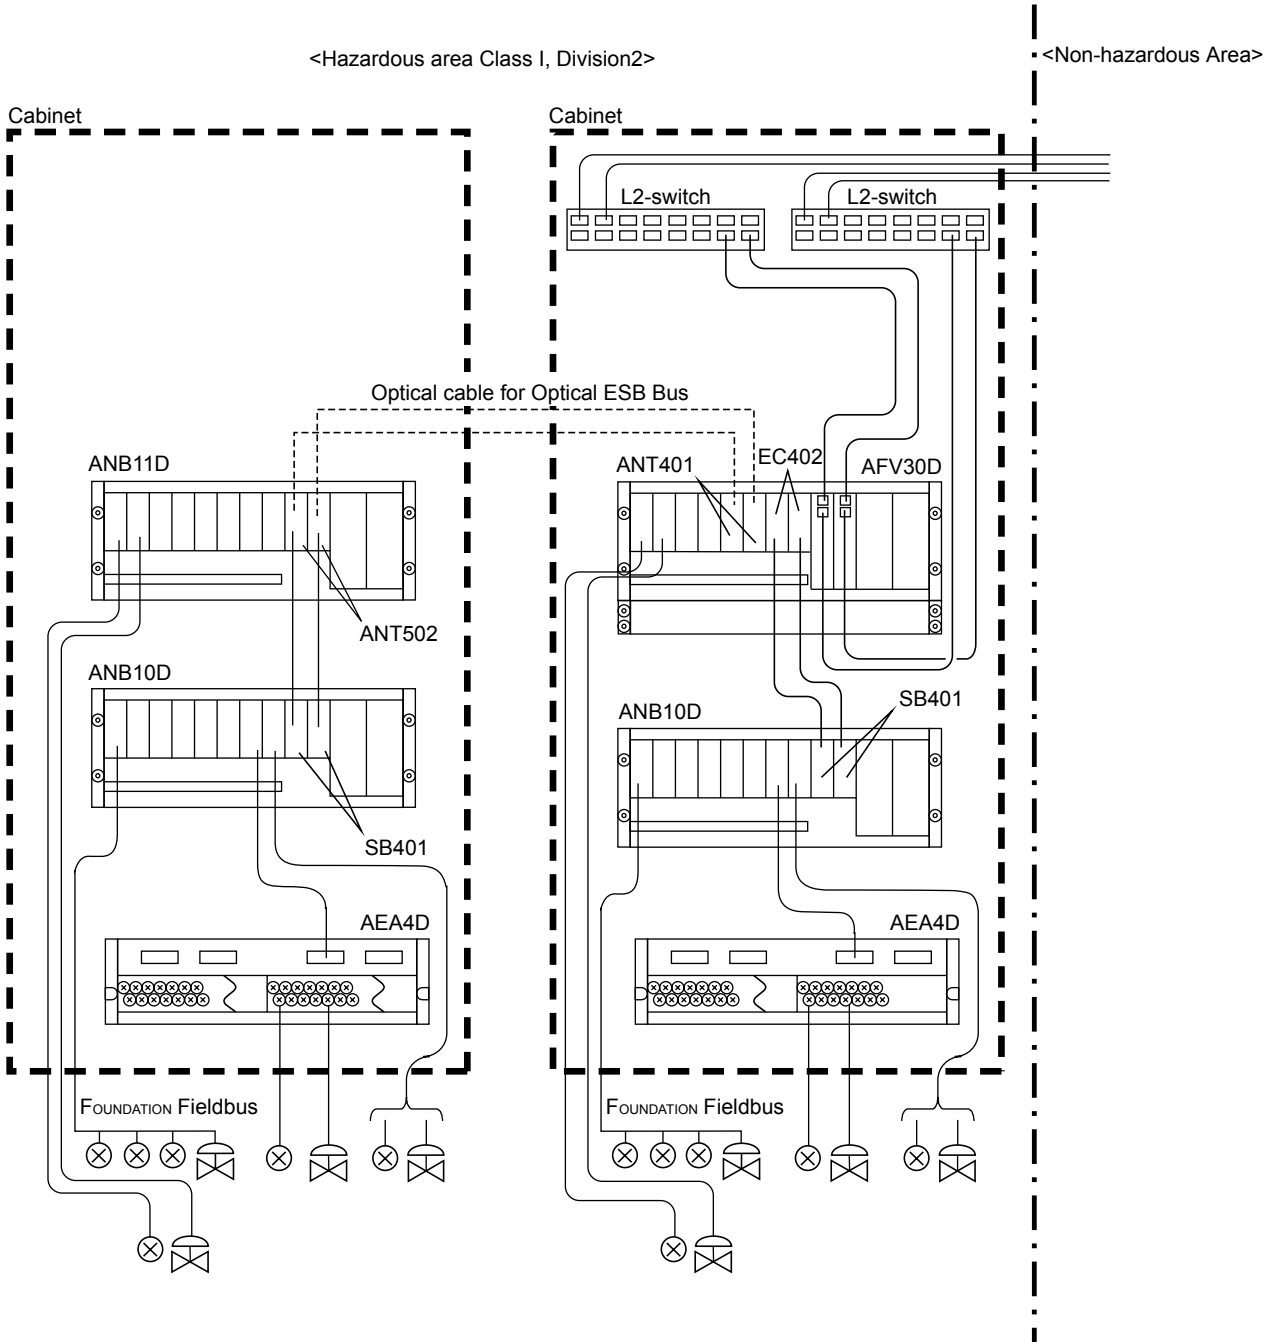 <Hazardous area Class I, Division2>
<Non-hazardous Area>
Cabinet
Cabinet
L2-switch
L2-switch
Optical cable for Optical ESB Bus
ANB11D
ANT401
EC402
AFV30D
ANT502
ANB10D
SB401
ANB10D
SB401
AEA4D
AEA4D
FOUNDATION Fieldbus
FOUNDATION Fieldbus